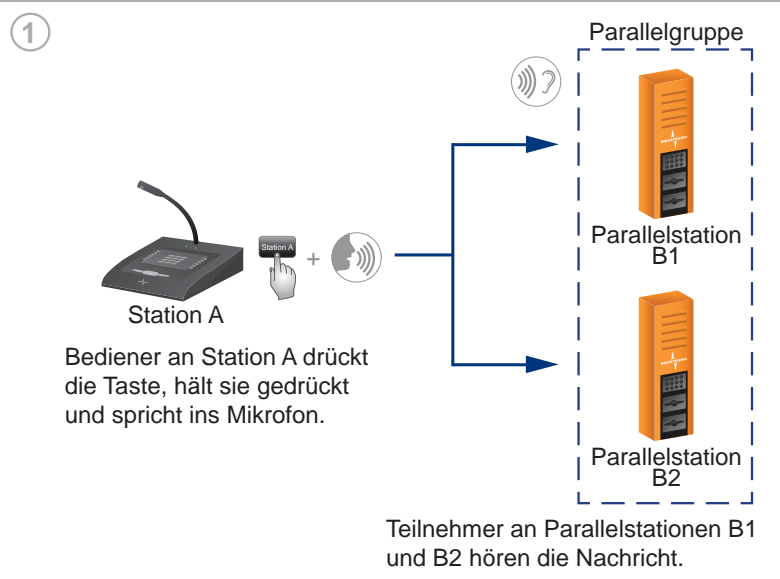 1
Parallelgruppe
Station A
Parallelstation
B1
Station A
Bediener an Station A drückt
die Taste, hält sie gedrückt
und spricht ins Mikrofon.
Parallelstation
B2
Teilnehmer an Parallelstationen B1
und B2 hören die Nachricht.